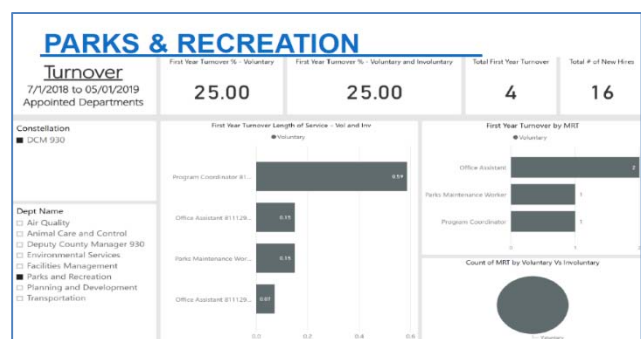 PARKS & RECREATION
Turnover
7/1/2018 to 05/01/2019
Appointed Departments
First Year Turnover % - Voluntary
25.00
First Year Turnover % - Voluntary and Involuntary
25.00
Total First Year Turnover
4
Total # of New Hires
16
Constellation
DCM 930
Dept Name
Air Quality
Animal Care and Control
Deputy County Manager 930
Environmental Services
Facilities Management
Parks and Recreation
Planning and Development
Transportation
First Year Turnover Length of Service - Vol and Inv
Voluntary
Program Coordinator 81...
0.59
Office Assistant 811129...
0.15
Parks Maintenance Wor...
0.15
Office Assistant 811129...
0.07
0.0 0.2 0.4 0.6
First Year Turnover by MRT
Voluntary
Office Assistant
2
Parks Maintenance Worker
1
Program Coordinator
1
0 1 2
Count of MRT by Voluntary Vs Involuntary